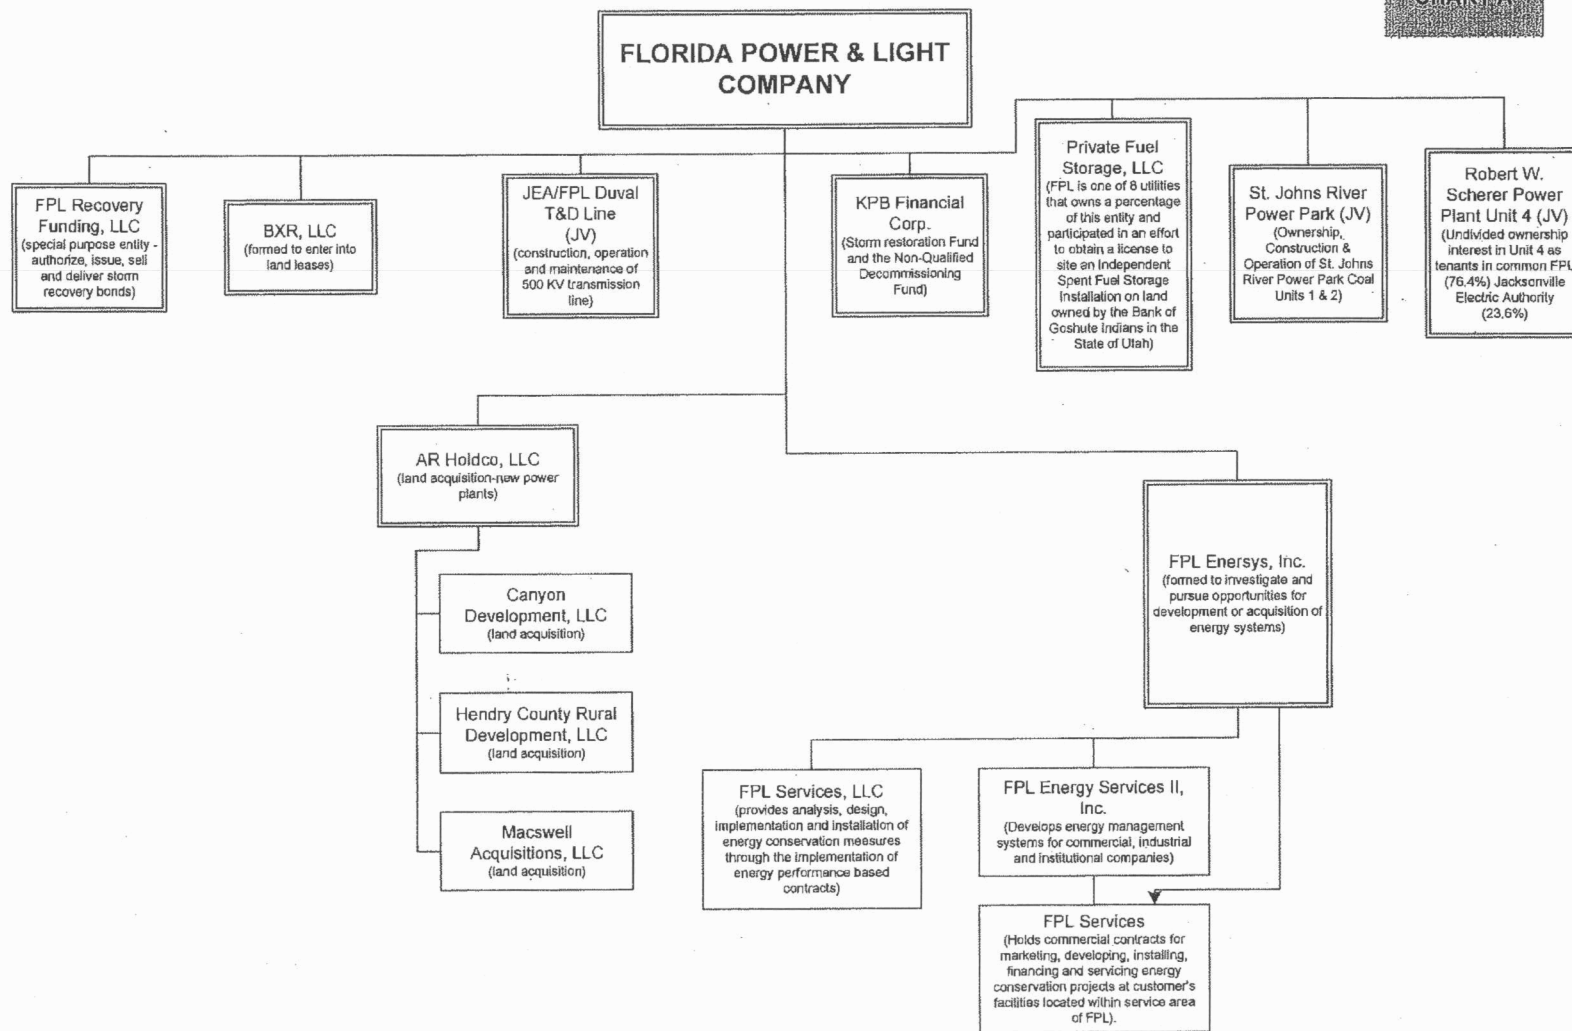 CHART A
FLORIDA POWER & LIGHT
COMPANY
FPL Recovery
Funding, LLC
(special purpose entity -
authorize, issue, sell
and deliver storm
recovery bonds)
BXR, LLC
(formed to enter into
land leases)
JEA/FPL Duval
T&D Line
(JV)
(construction, operation
and maintenance of
500 KV transmission
line)
KPB Financial
Corp.
(Storm restoration Fund
and the Non-Qualified
Decommissioning
Fund)
Private Fuel
Storage, LLC
(FPL is one of 8 utilities
that owns a percentage
of this entity and
participated in an effort
to obtain a license to
site an Independent
Spent Fuel Storage
Installation on land
owned by the Bank of
Goshute Indians in the
State of Utah)
St. Johns River
Power Park (JV)
(Ownership,
Construction &
Operation of St. Johns
River Power Park Coal
Units 1 & 2)
Robert W.
Scherer Power
Plant Unit 4 (JV)
(Undivided ownership
interest in Unit 4 as
tenants in common FPL
(76.4%) Jacksonville
Electric Authority
(23.6%)
AR Holdco, LLC
(land acquisition-new power
plants)
Canyon
Development, LLC
(land acquisition)
Hendry County Rural
Development, LLC
(land acquisition)
Macswell
Acquisitions, LLC
(land acquisition)
FPL Enersys, Inc.
(formed to investigate and
pursue opportunities for
development or acquisition of
energy systems)
FPL Services, LLC
(provides analysis, design,
implementation and installation of
energy conservation measures
through the implementation of
energy performance based
contracts)
FPL Energy Services II,
Inc.
(Develops energy management
systems for commercial, industrial
and institutional companies)
FPL Services
(Holds commercial contracts for
marketing, developing, installing,
financing and servicing energy
conservation projects at customer's
facilities located within service area
of FPL).